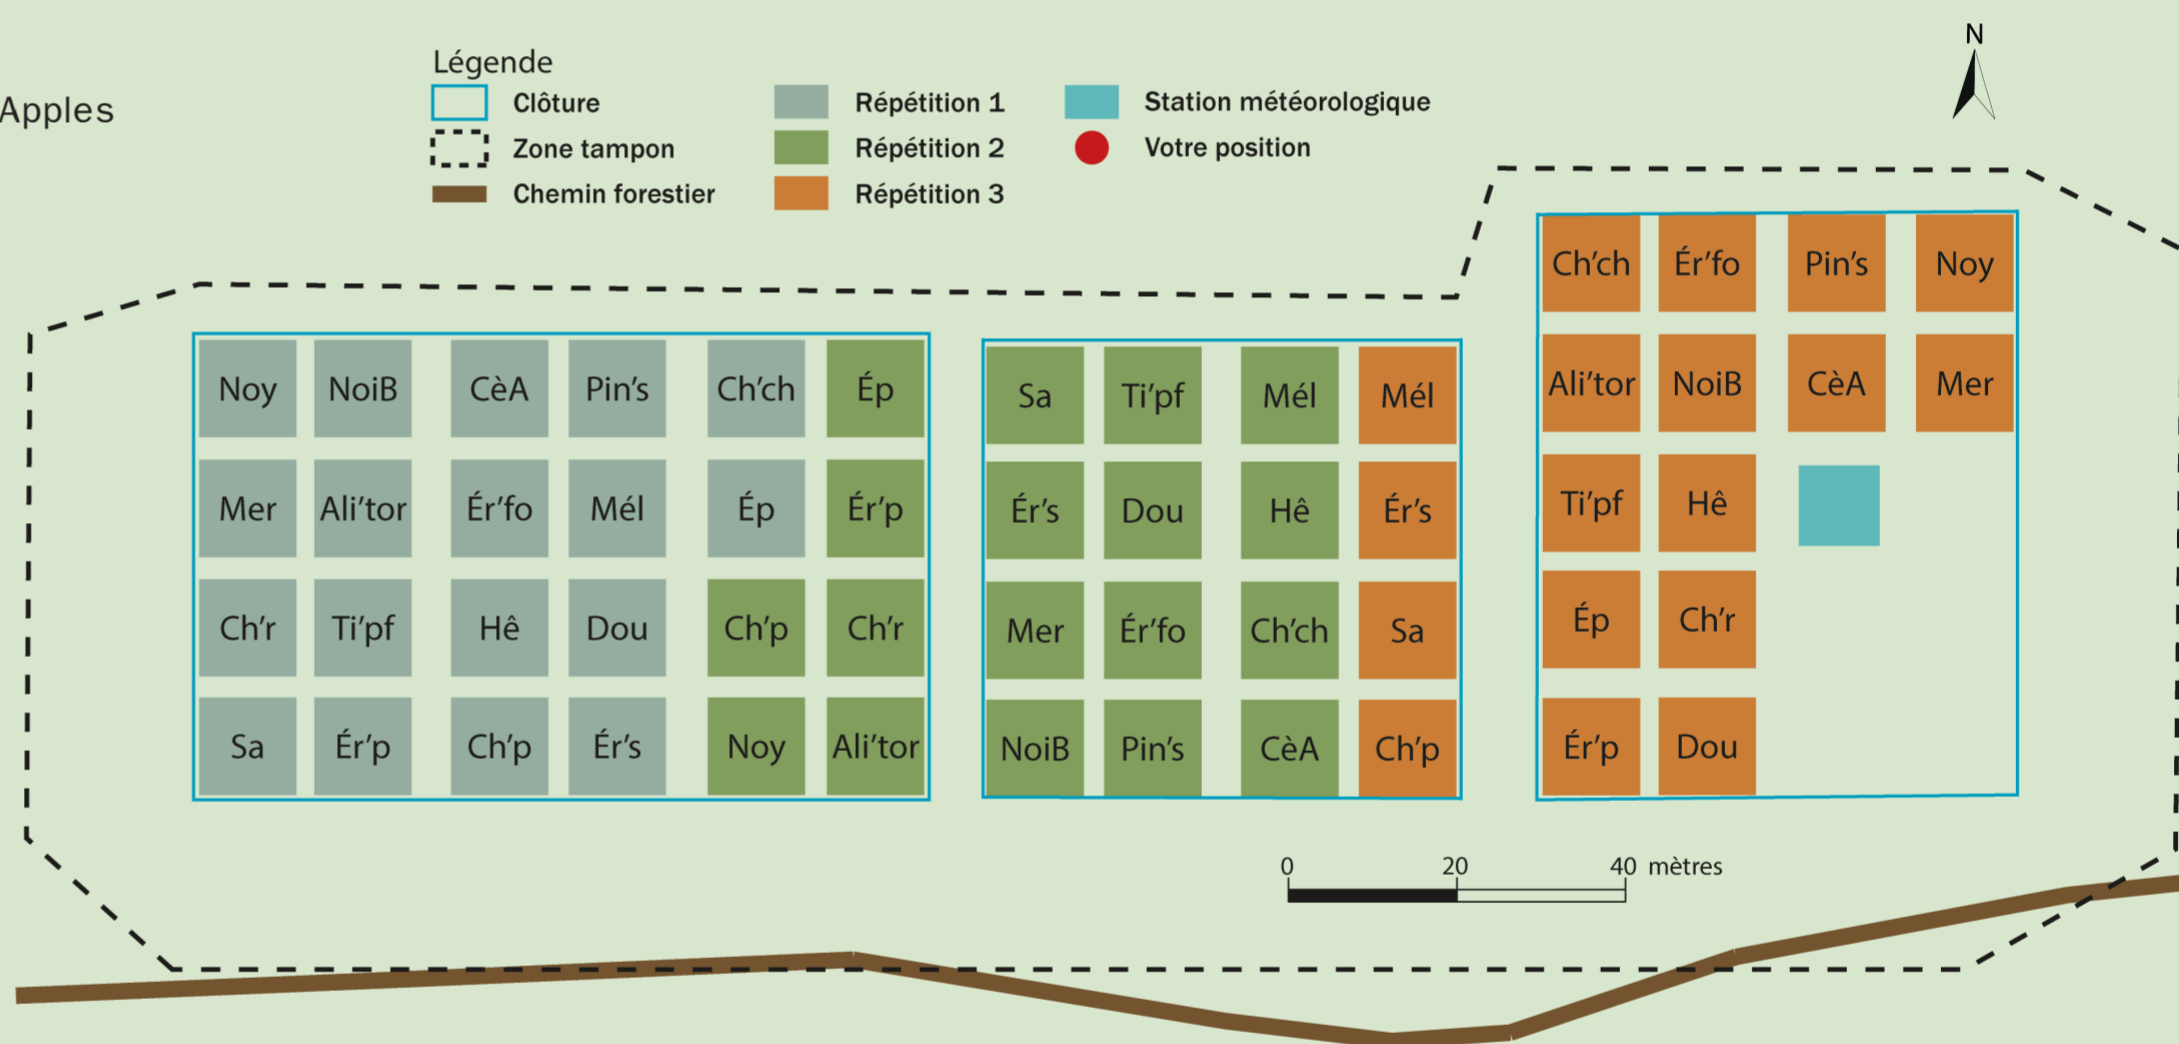 Apples
Légende
Clôture
Zone tampon
Chemin forestier
Répétition 1
Répétition 2
Répétition 3
Station météorologique
Votre position
N
Noy NoiB CèA Pin's Ch'ch Ép
Mer Ali'tor Ér'fo Mél Ép Ér'p
Ch'r Ti'pf Hê Dou Ch'p Ch'r
Sa Ér'p Ch'p Ér's Noy Ali'tor
Sa Ti'pf Mél Mél
Ér's Dou Hê Ér's
Mer Ér'fo Ch'ch Sa
NoiB Pin's CèA Ch'p
Ch'ch Ér'fo Pin's Noy
Ali'tor NoiB CèA Mer
Ti'pf Hê
Ép Ch'r
Ér'p Dou
0 20 40 mètres